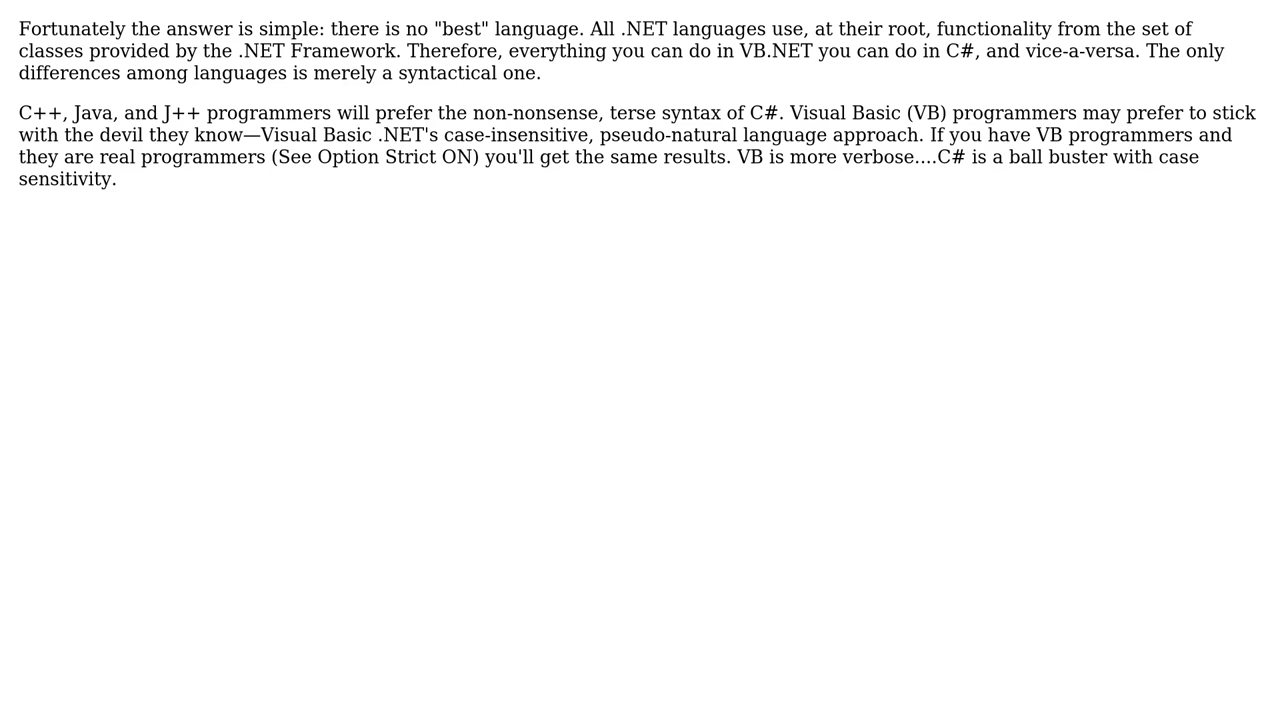 Fortunately the answer is simple: there is no "best" language. All .NET languages use, at their root, functionality from the set of
classes provided by the .NET Framework. Therefore, everything you can do in VB.NET you can do in C#, and vice-a-versa. The only
differences among languages is merely a syntactical one.
C++, Java, and J++ programmers will prefer the non-nonsense, terse syntax of C#. Visual Basic (VB) programmers may prefer to stick
with the devil they know—Visual Basic .NET's case-insensitive, pseudo-natural language approach. If you have VB programmers and
they are real programmers (See Option Strict ON) you'll get the same results. VB is more verbose....C# is a ball buster with case
sensitivity.